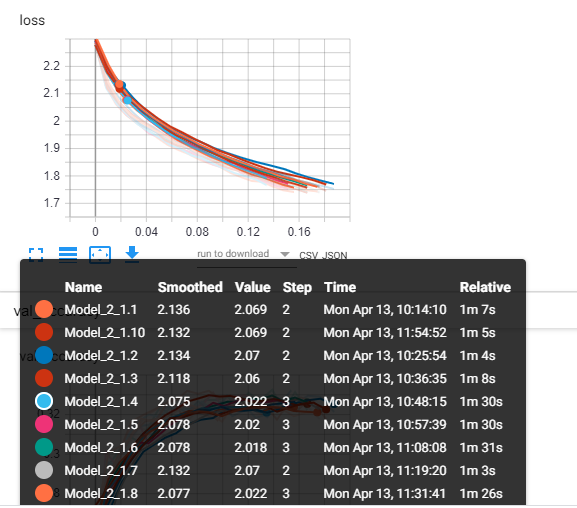 loss
2.2
2.1
2
1.9
1.8
1.7
0 0.04 0.08 0.12 0.16
run to download CSV JSON
Name Smoothed Value Step Time Relative
Model_2_1.1 2.136 2.069 2 Mon Apr 13, 10:14:10 1m 7s
Model_2_1.10 2.132 2.069 2 Mon Apr 13, 11:54:52 1m 5s
Model_2_1.2 2.134 2.07 2 Mon Apr 13, 10:25:54 1m 4s
Model_2_1.3 2.118 2.06 2 Mon Apr 13, 10:36:35 1m 8s
Model_2_1.4 2.075 2.022 3 Mon Apr 13, 10:48:15 1m 30s
Model_2_1.5 2.078 2.02 3 Mon Apr 13, 10:57:39 1m 30s
Model_2_1.6 2.078 2.018 3 Mon Apr 13, 11:08:08 1m 31s
Model_2_1.7 2.132 2.07 2 Mon Apr 13, 11:19:20 1m 3s
Model_2_1.8 2.077 2.022 3 Mon Apr 13, 11:31:41 1m 26s